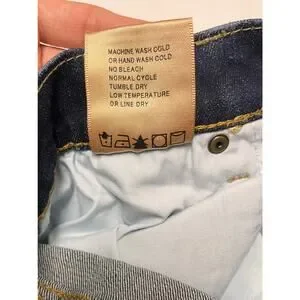 MACHINE WASH COLD
OR HAND WASH COLD
NO BLEACH
NORMAL CYCLE
TUMBLE DRY
LOW TEMPERATURE
OR LINE DRY